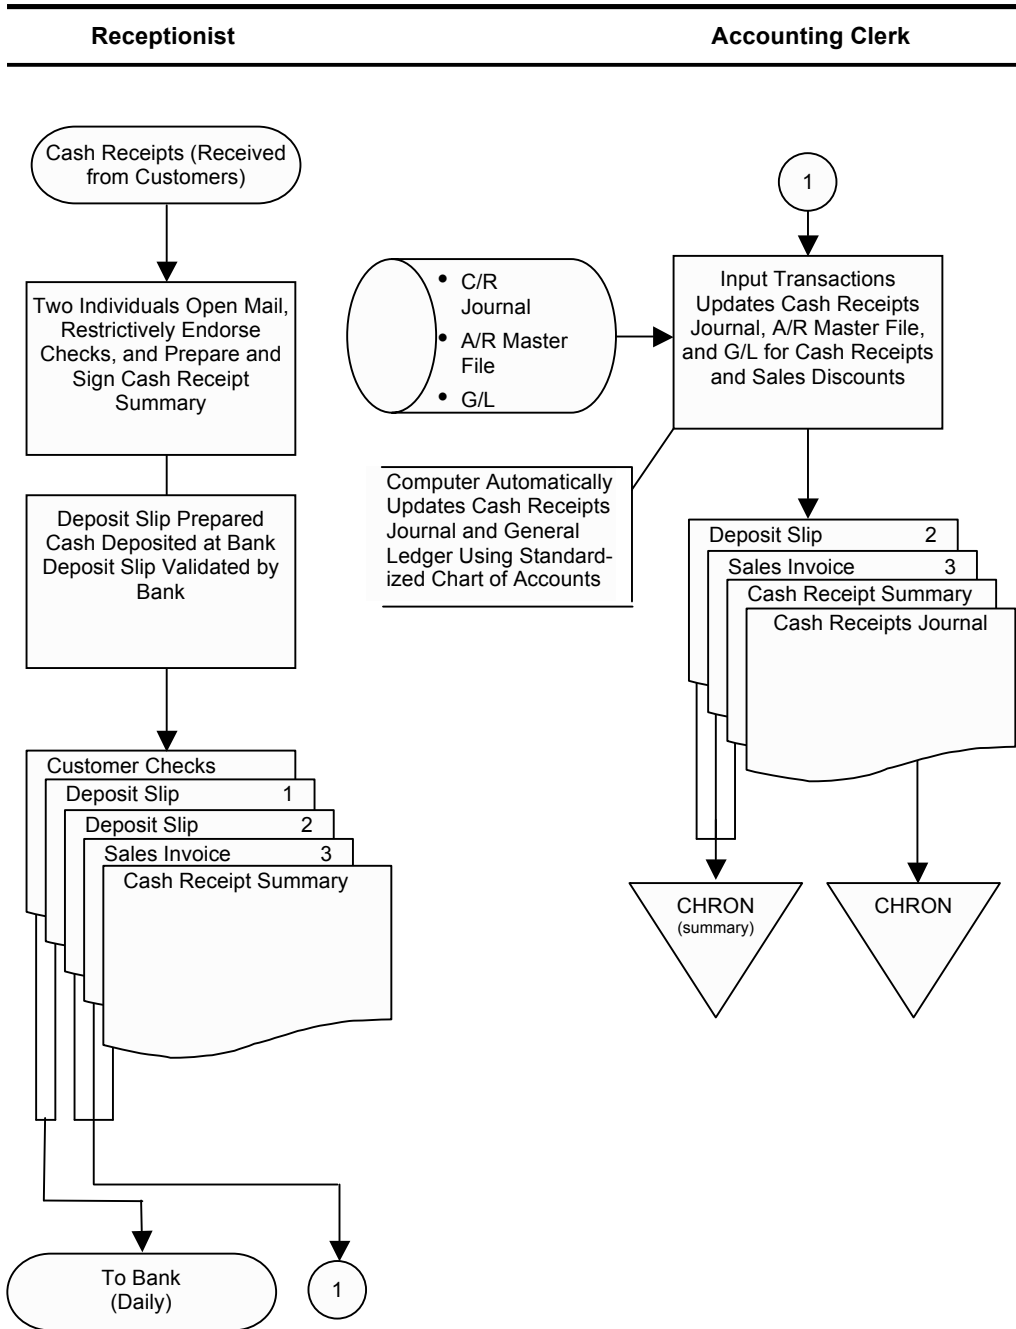 Receptionist
Accounting Clerk
Cash Receipts (Received
from Customers)
Two Individuals Open Mail,
Restrictively Endorse
Checks, and Prepare and
Sign Cash Receipt
Summary
Deposit Slip Prepared
Cash Deposited at Bank
Deposit Slip Validated by
Bank
Customer Checks
Deposit Slip 1
Deposit Slip 2
Sales Invoice 3
Cash Receipt Summary
To Bank
(Daily)
1
1
• C/R
Journal
• A/R Master
File
• G/L
Input Transactions
Updates Cash Receipts
Journal, A/R Master File,
and G/L for Cash Receipts
and Sales Discounts
Computer Automatically
Updates Cash Receipts
Journal and General
Ledger Using Standard-
ized Chart of Accounts
Deposit Slip 2
Sales Invoice 3
Cash Receipt Summary
Cash Receipts Journal
CHRON
(summary)
CHRON